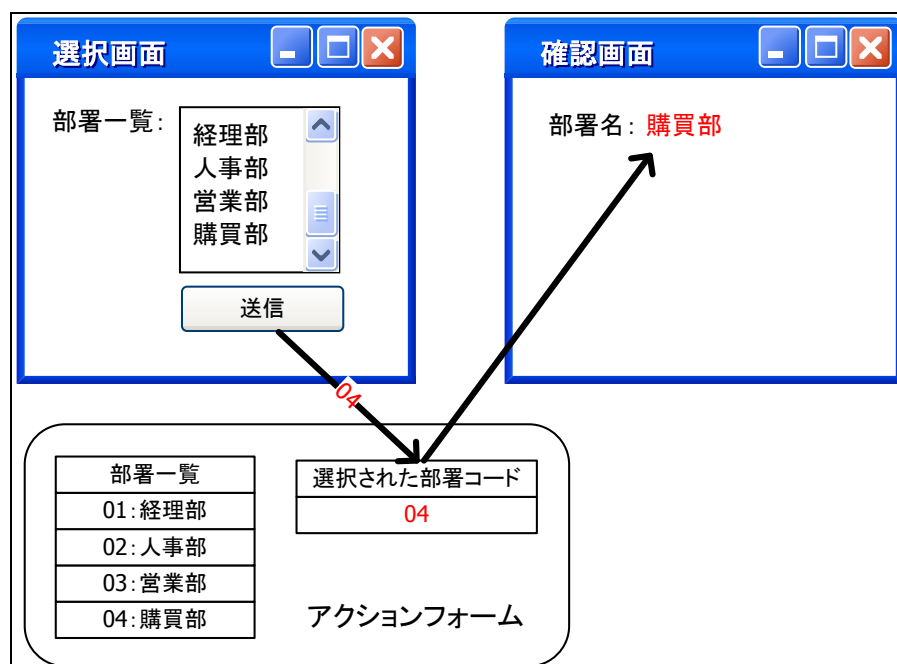 選択画面
部署一覧：
経理部
人事部
営業部
購買部
送信
確認画面
部署名：購買部
04
部署一覧
01：経理部
02：人事部
03：営業部
04：購買部
選択された部署コード
04
アクションフォーム